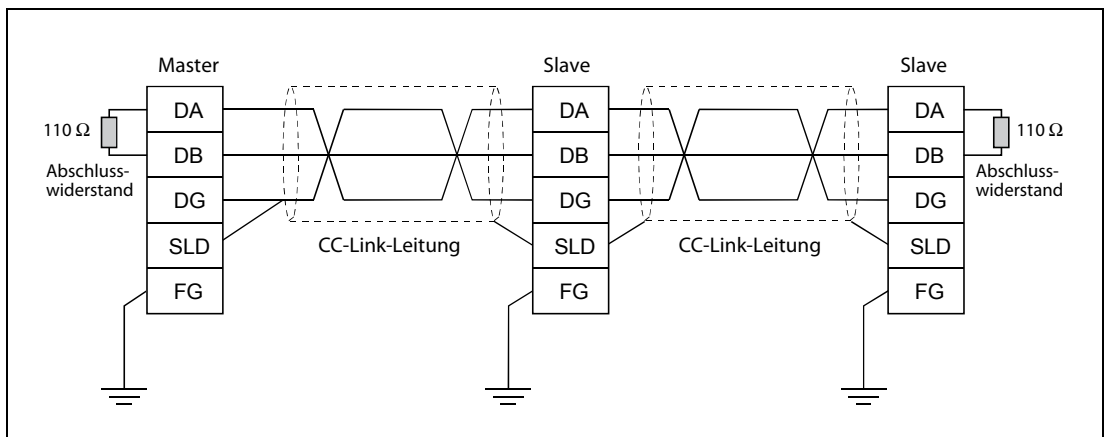 Master
DA
DB
DG
SLD
FG
110 Ω
Abschluss-
widerstand
CC-Link-Leitung
Slave
DA
DB
DG
SLD
FG
CC-Link-Leitung
Slave
DA
DB
DG
SLD
FG
110 Ω
Abschluss-
widerstand